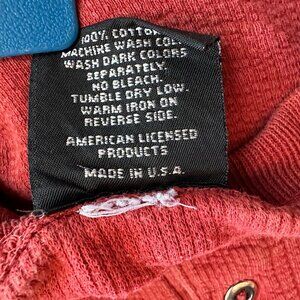 100% COTTON
MACHINE WASH COLD
WASH DARK COLORS
SEPARATELY.
NO BLEACH.
TUMBLE DRY LOW.
WARM IRON ON
REVERSE SIDE.
AMERICAN LICENSED
PRODUCTS
MADE IN U.S.A.